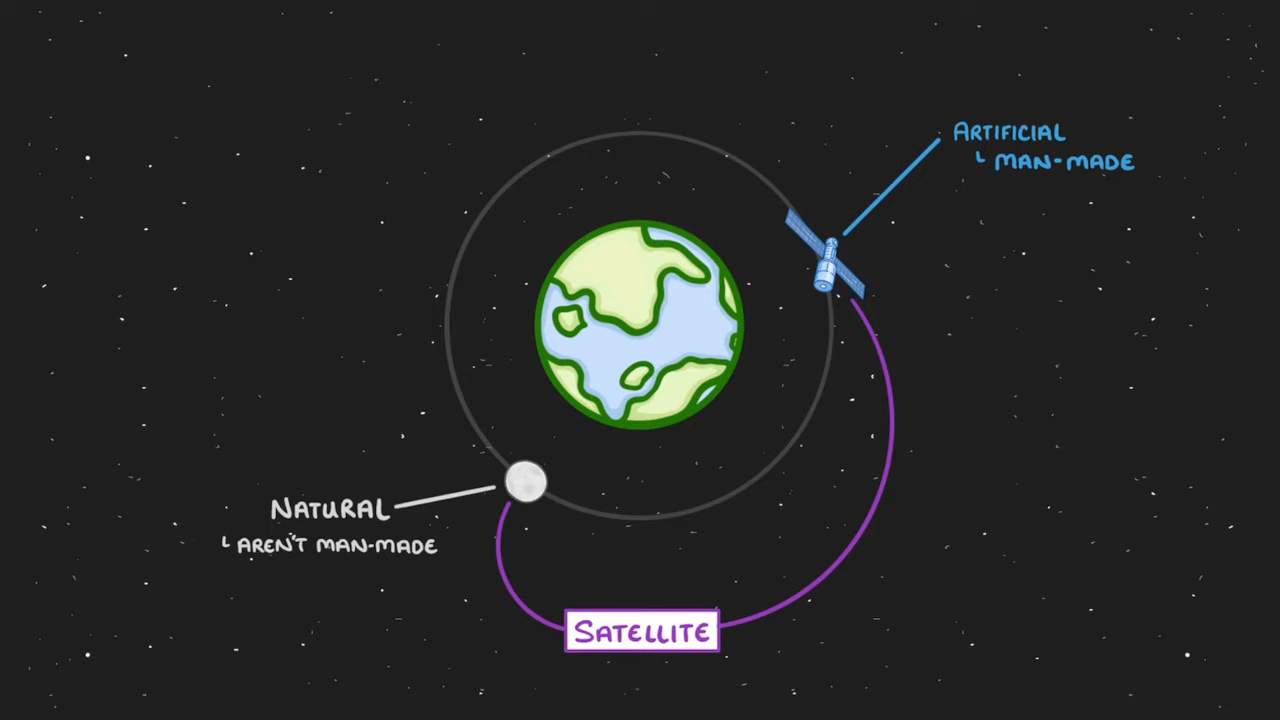 ARTIFICIAL
└ MAN-MADE
NATURAL
└ AREN'T MAN-MADE
SATELLITE